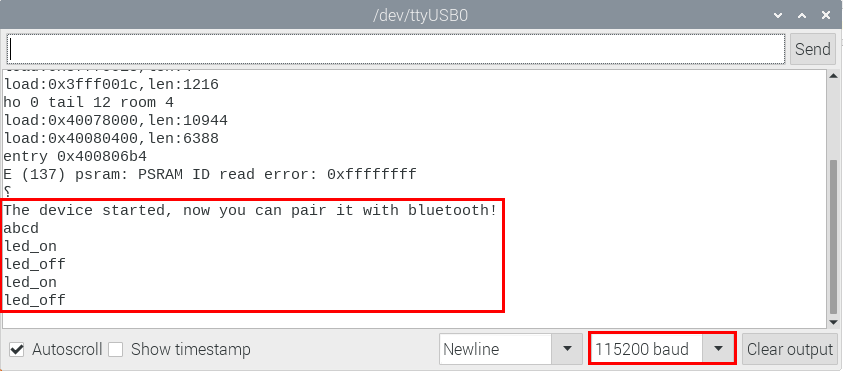 /dev/ttyUSB0
Send
load:0x3fff001c,len:1216
ho 0 tail 12 room 4
load:0x40078000,len:10944
load:0x40080400,len:6388
entry 0x400806b4
E (137) psram: PSRAM ID read error: 0xffffffff
⸮
The device started, now you can pair it with bluetooth!
abcd
led_on
led_off
led_on
led_off
Autoscroll Show timestamp Newline 115200 baud Clear output